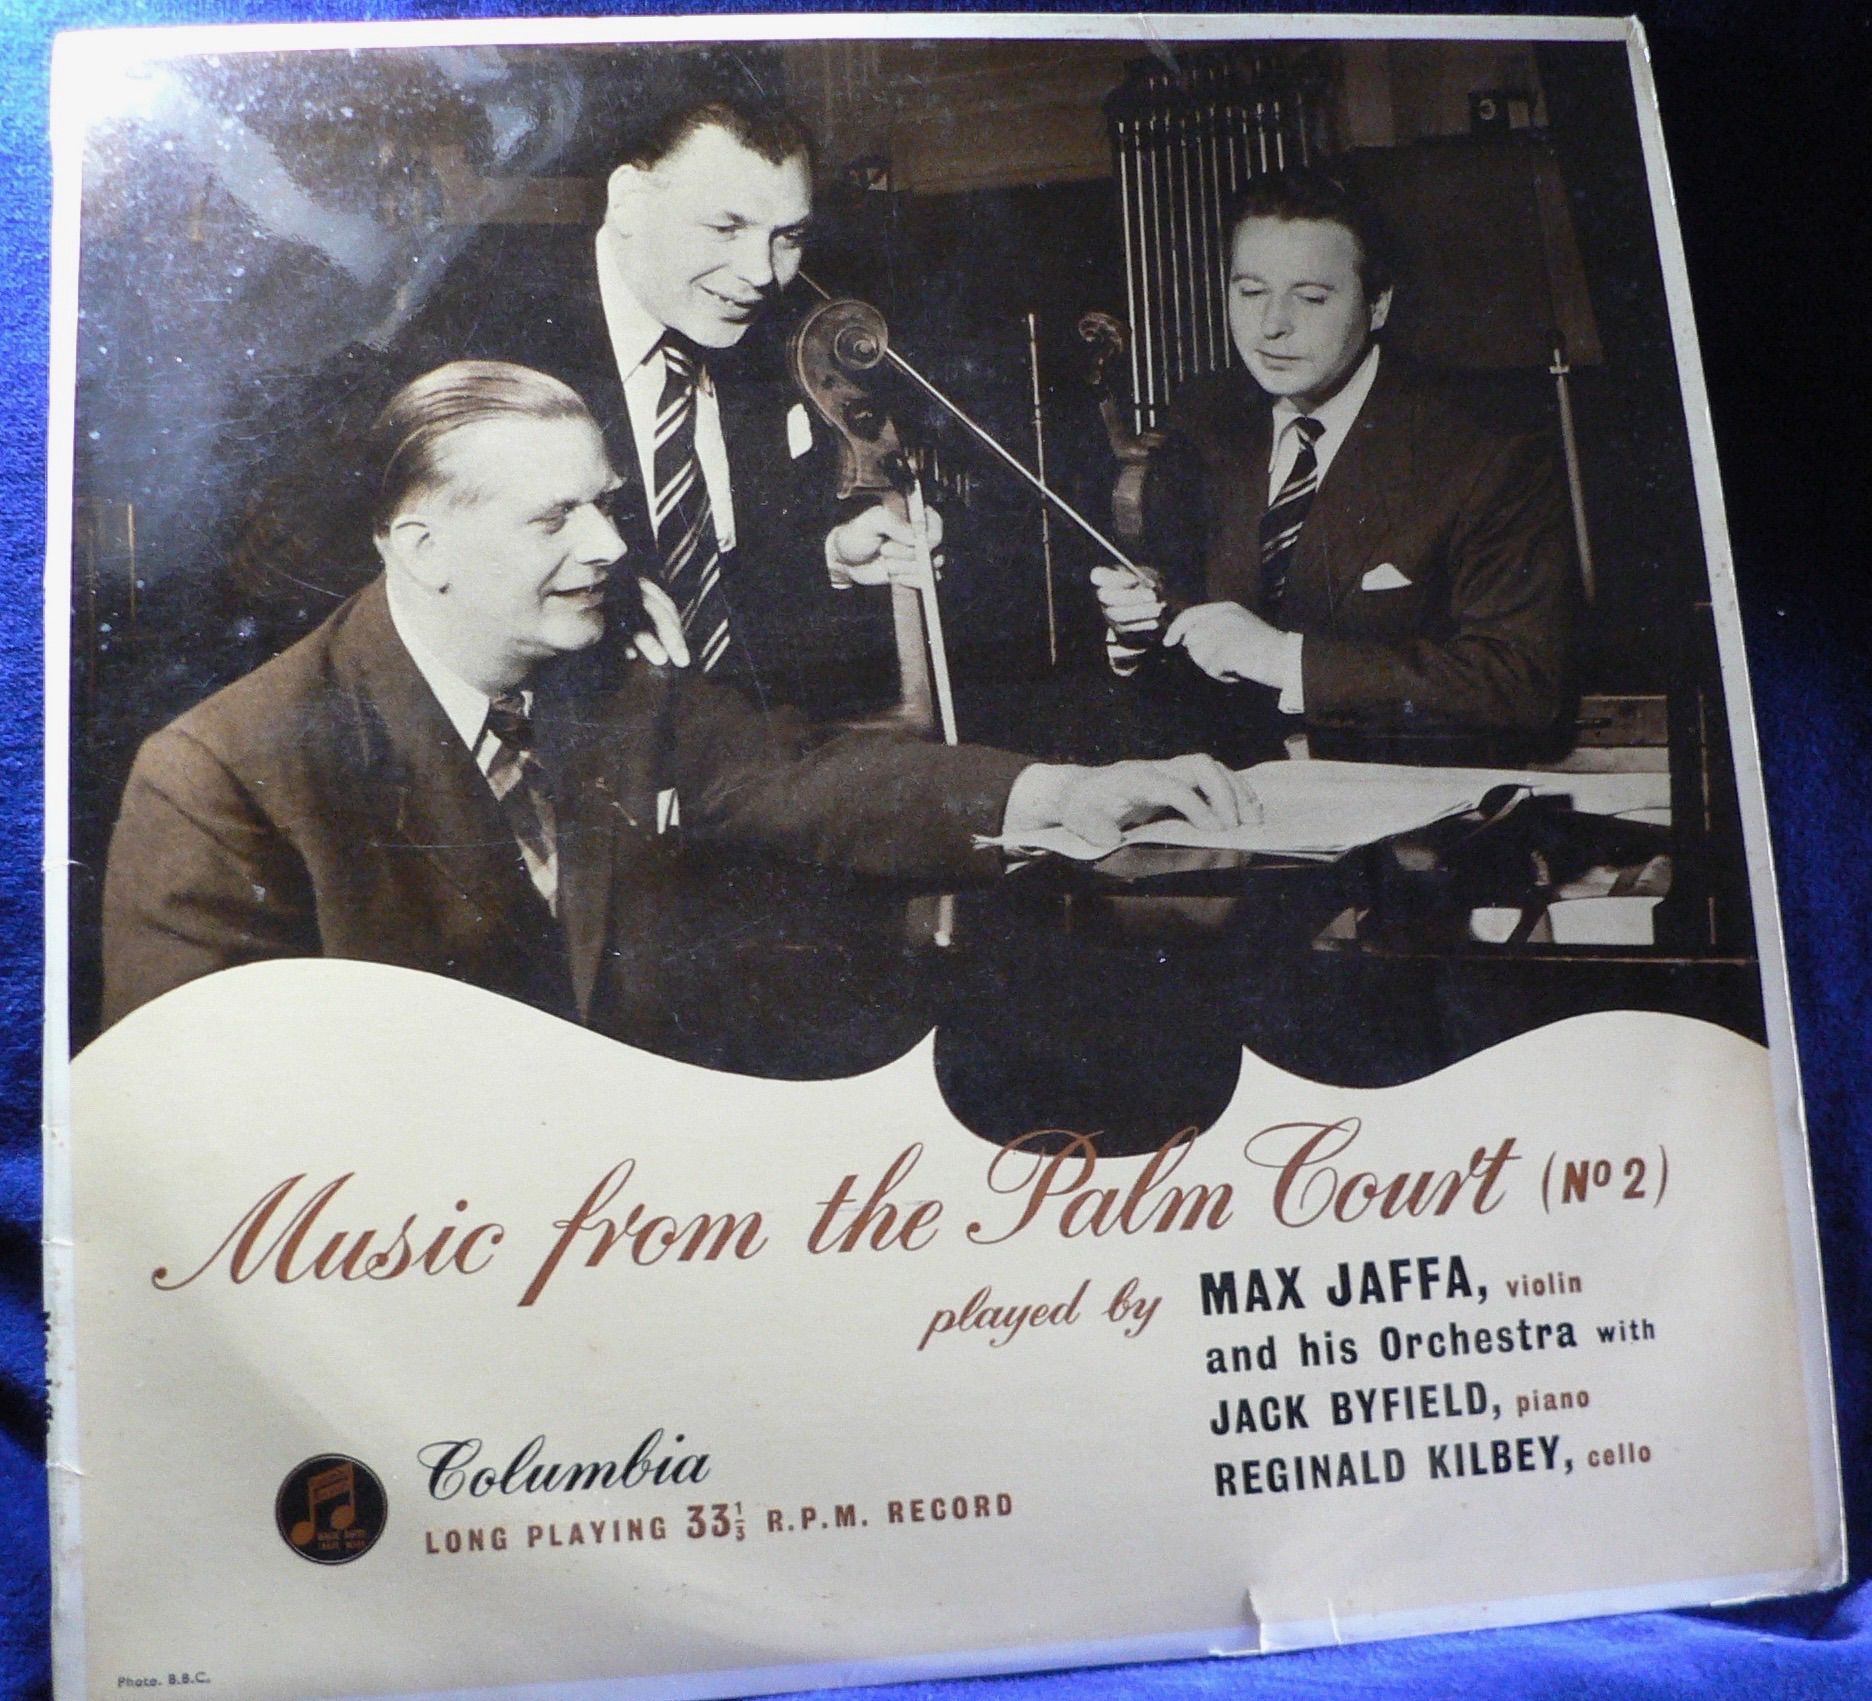 3
Music from the Palm Court (No 2)
played by MAX JAFFA, violin
and his Orchestra with
JACK BYFIELD, piano
REGINALD KILBEY, cello
Columbia
LONG PLAYING 33⅓ R.P.M. RECORD
Photo. B.B.C.